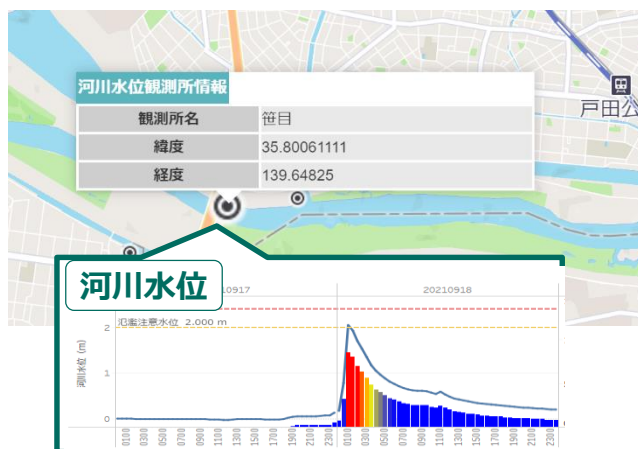 河川水位観測所情報
観測所名 笹目
緯度 35.80061111
経度 139.64825
戸田公
河川水位
0917 20210918
氾濫注意水位 2.000 m
河川水位 (m)
2
1
0
0100 0300 0500 0700 0900 1100 1300 1500 1700 1900 2100 2300 0100 0300 0500 0700 0900 1100 1300 1500 1700 1900 2100 2300